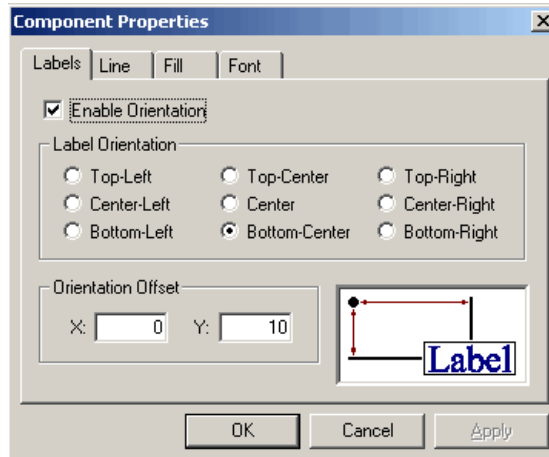 Component Properties
Labels Line Fill Font
Enable Orientation
Label Orientation
Top-Left Top-Center Top-Right
Center-Left Center Center-Right
Bottom-Left Bottom-Center Bottom-Right
Orientation Offset
X: 0 Y: 10
Label
OK Cancel Apply